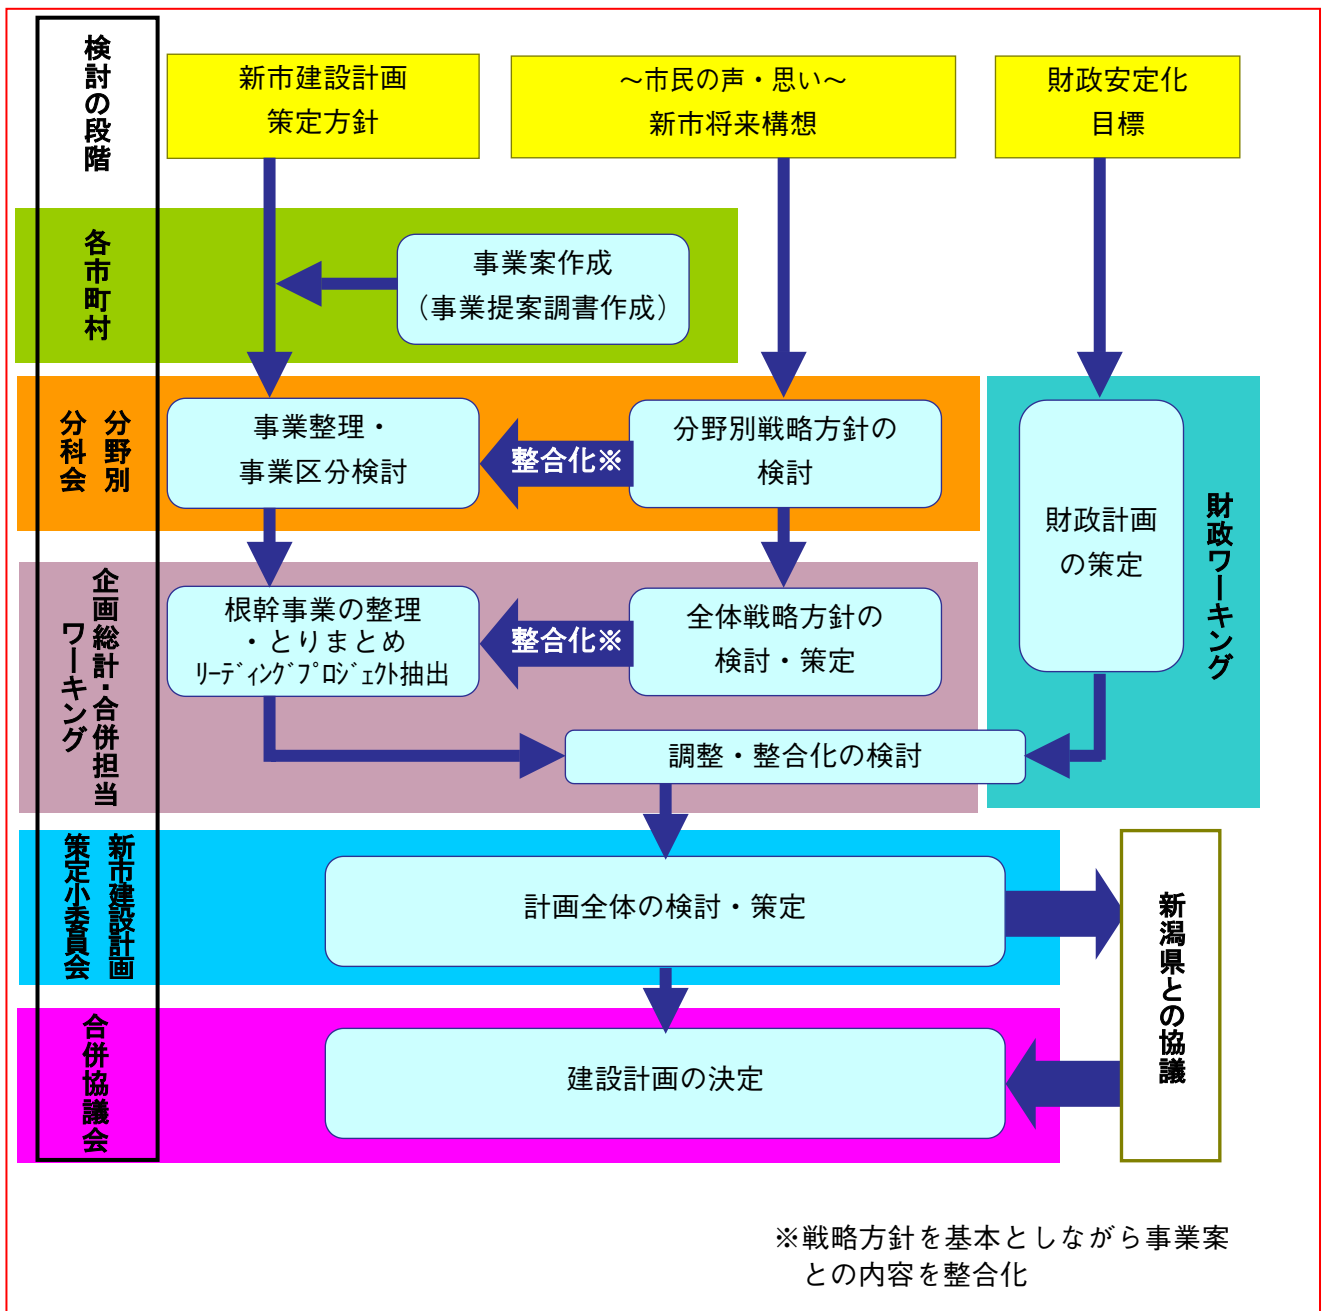 検討の段階
新市建設計画
策定方針
～市民の声・思い～
新市将来構想
財政安定化
目標
各市町村
事業案作成
（事業提案調書作成）
分野別
分科会
事業整理・
事業区分検討
整合化※
分野別戦略方針の
検討
財政計画
の策定
財政ワーキング
企画総計・合併担当
ワーキング
根幹事業の整理
・とりまとめ
ﾘｰﾃﾞｨﾝｸﾞﾌﾟﾛｼﾞｪｸﾄ抽出
整合化※
全体戦略方針の
検討・策定
調整・整合化の検討
新市建設計画
策定小委員会
計画全体の検討・策定
新潟県との協議
合併協議会
建設計画の決定
※戦略方針を基本としながら事業案
との内容を整合化